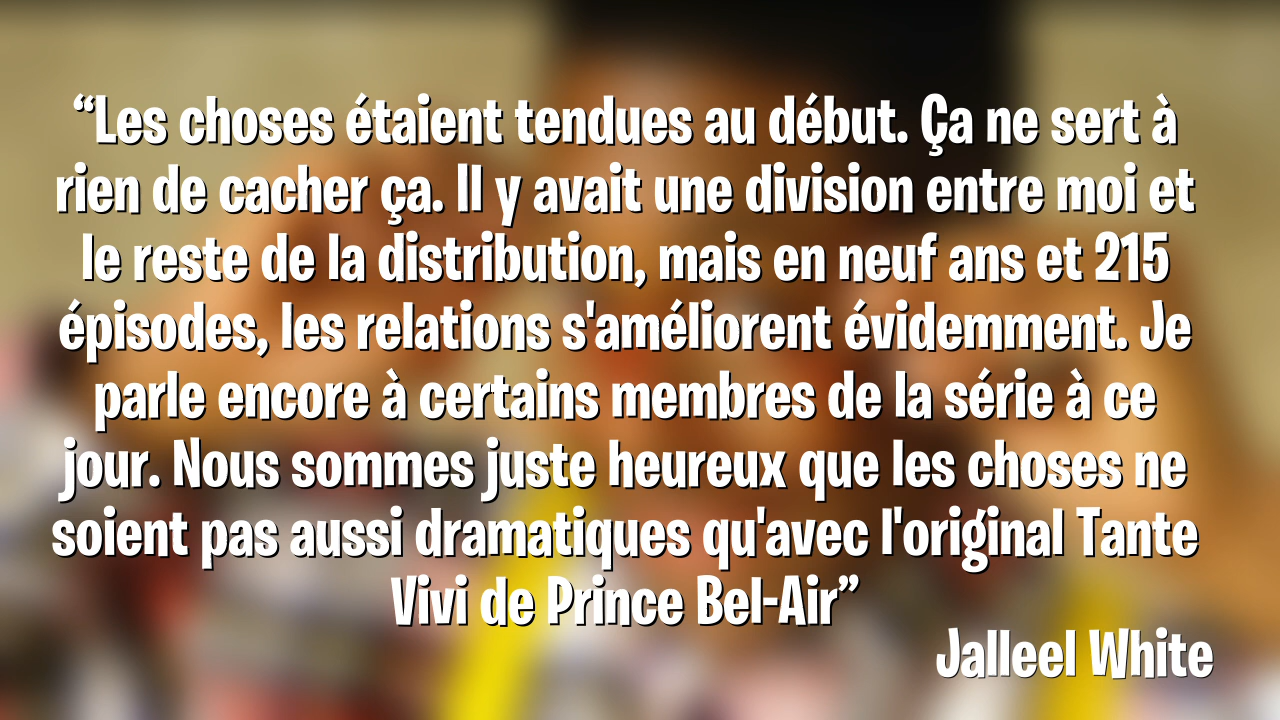 “Les choses étaient tendues au début. Ça ne sert à
rien de cacher ça. Il y avait une division entre moi et
le reste de la distribution, mais en neuf ans et 215
épisodes, les relations s'améliorent évidemment. Je
parle encore à certains membres de la série à ce
jour. Nous sommes juste heureux que les choses ne
soient pas aussi dramatiques qu'avec l'original Tante
Vivi de Prince Bel-Air”
Jalleel White